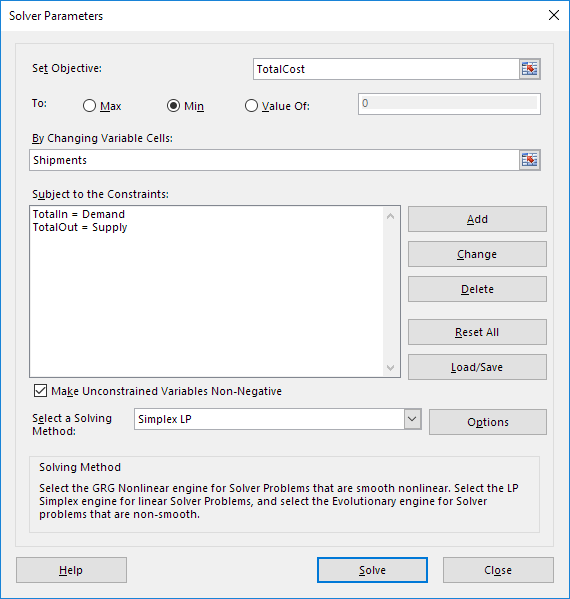 Solver Parameters
Set Objective: TotalCost
To: Max Min Value Of: 0
By Changing Variable Cells:
Shipments
Subject to the Constraints:
TotalIn = Demand
TotalOut = Supply
Add
Change
Delete
Reset All
Load/Save
Make Unconstrained Variables Non-Negative
Select a Solving
Method:
Simplex LP
Options
Solving Method
Select the GRG Nonlinear engine for Solver Problems that are smooth nonlinear. Select the LP
Simplex engine for linear Solver Problems, and select the Evolutionary engine for Solver
problems that are non-smooth.
Help Solve Close